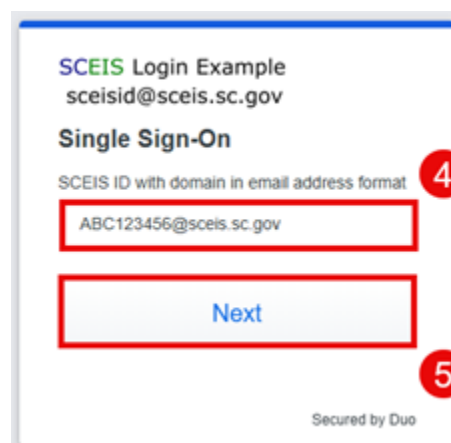 SCEIS Login Example
sceisid@sceis.sc.gov
Single Sign-On
SCEIS ID with domain in email address format
4
ABC123456@sceis.sc.gov
Next
5
Secured by Duo